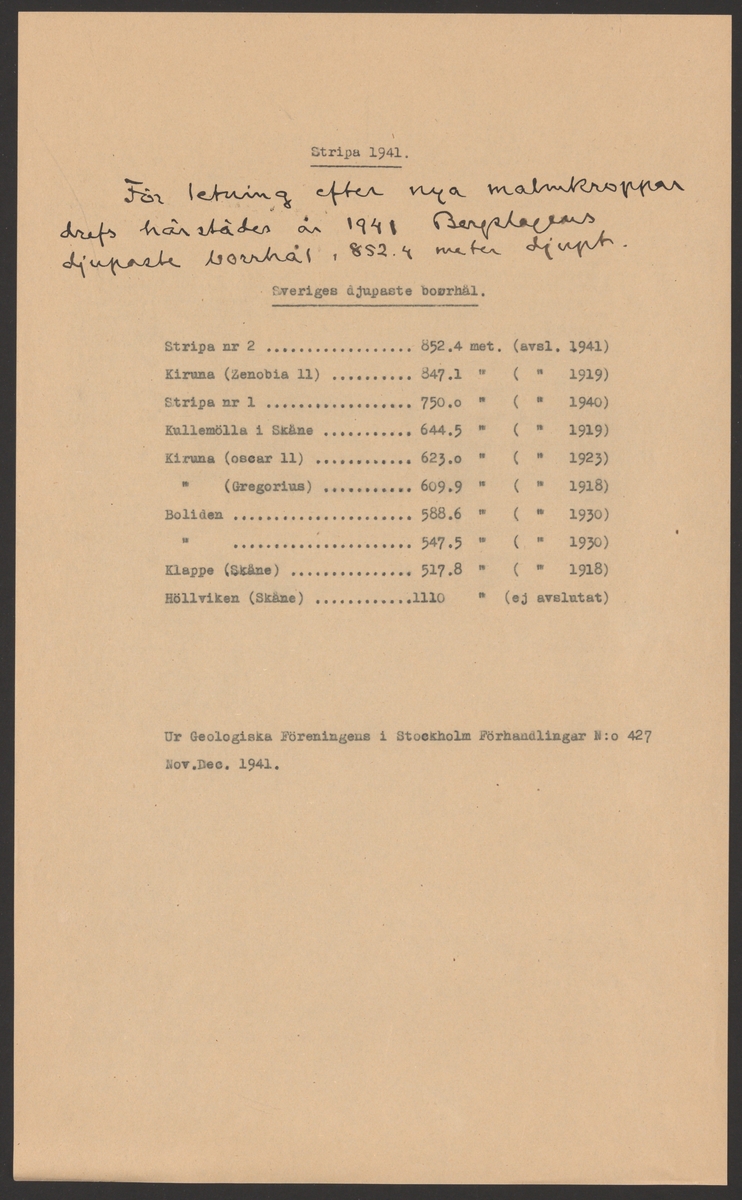 Stripa 1941.
För letning efter nya malmkroppar
drefs härstädes år 1941 Bergslagens
djupaste borrhål, 852.4 meter djupt.
Sveriges djupaste borrhål.
Stripa nr 2 .................. 852.4 met. (avsl. 1941)
Kiruna (Zenobia 11) .......... 847.1 " ( " 1919)
Stripa nr 1 .................. 750.o " ( " 1940)
Kullemölla i Skåne ........... 644.5 " ( " 1919)
Kiruna (oscar 11) ............ 623.o " ( " 1923)
" (Gregorius) ........... 609.9 " ( " 1918)
Boliden ...................... 588.6 " ( " 1930)
" ...................... 547.5 " ( " 1930)
Klappe (Skåne) ............... 517.8 " ( " 1918)
Höllviken (Skåne) ............1110 " (ej avslutat)
Ur Geologiska Föreningens i Stockholm Förhandlingar N:o 427
Nov.Dec. 1941.